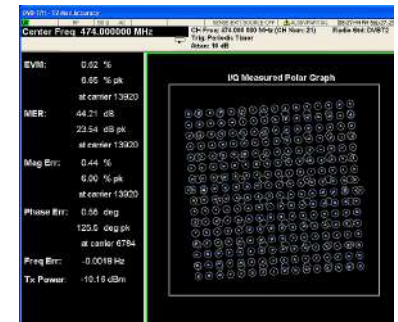 Center Freq 474.000000 MHz
CH Freq: 474.000 000 MHz (CH Num: 21)
Radio Std: DVBT2
Trig: Periodic Timer
Atten: 10 dB
I/Q Measured Polar Graph
EVM: 0.62 %
6.65 % pk
at carrier 13920
MER: 44.21 dB
23.54 dB pk
at carrier 13920
Mag Err: 0.44 %
6.00 % pk
at carrier 13920
Phase Err: 0.56 deg
125.0 deg pk
at carrier 6784
Freq Err: -0.0018 Hz
Tx Power: -10.16 dBm